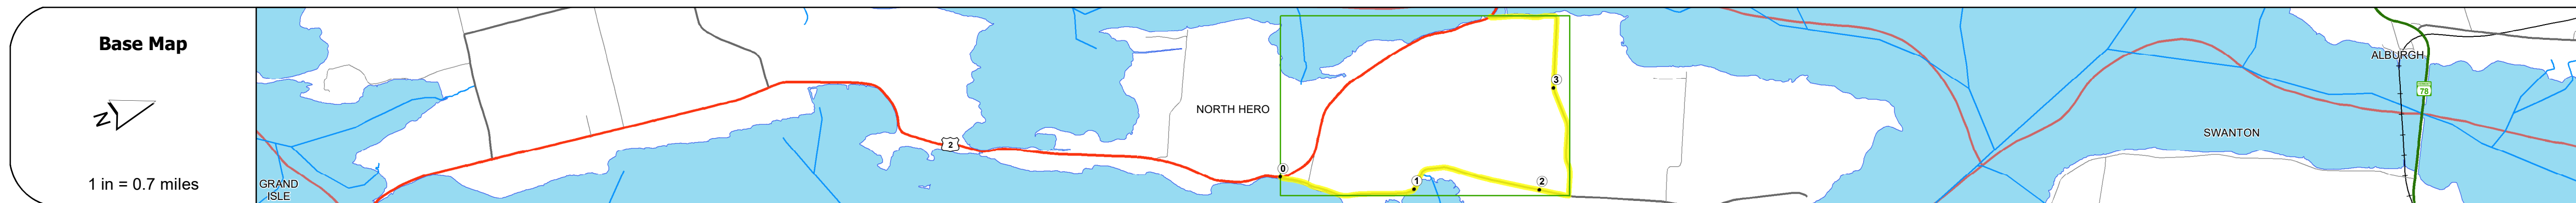 Base Map
N
1 in = 0.7 miles
GRAND
ISLE
2
NORTH HERO
0
1
2
3
ALBURGH
78
SWANTON